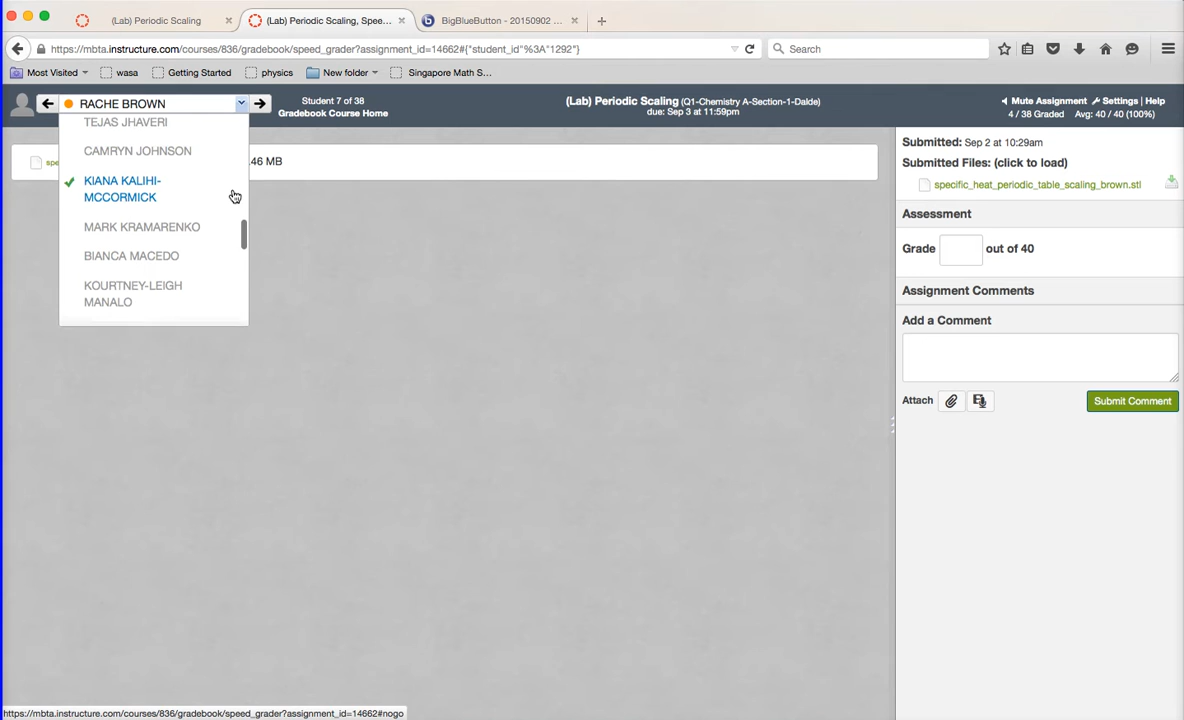 (Lab) Periodic Scaling
(Lab) Periodic Scaling, Spee...
BigBlueButton - 20150902 ...
https://mbta.instructure.com/courses/836/gradebook/speed_grader?assignment_id=14662#{"student_id"%3A"1292"}
Search
Most Visited
wasa
Getting Started
physics
New folder
Singapore Math S...
RACHE BROWN
Student 7 of 38
Gradebook Course Home
(Lab) Periodic Scaling (Q1-Chemistry A-Section-1-Dalde)
due: Sep 3 at 11:59pm
Mute Assignment Settings | Help
4 / 38 Graded Avg: 40 / 40 (100%)
TEJAS JHAVERI
CAMRYN JOHNSON
KIANA KALIHI-
MCCORMICK
MARK KRAMARENKO
BIANCA MACEDO
KOURTNEY-LEIGH
MANALO
spe
.46 MB
Submitted: Sep 2 at 10:29am
Submitted Files: (click to load)
specific_heat_periodic_table_scaling_brown.stl
Assessment
Grade out of 40
Assignment Comments
Add a Comment
Attach
Submit Comment
https://mbta.instructure.com/courses/836/gradebook/speed_grader?assignment_id=14662#nogo